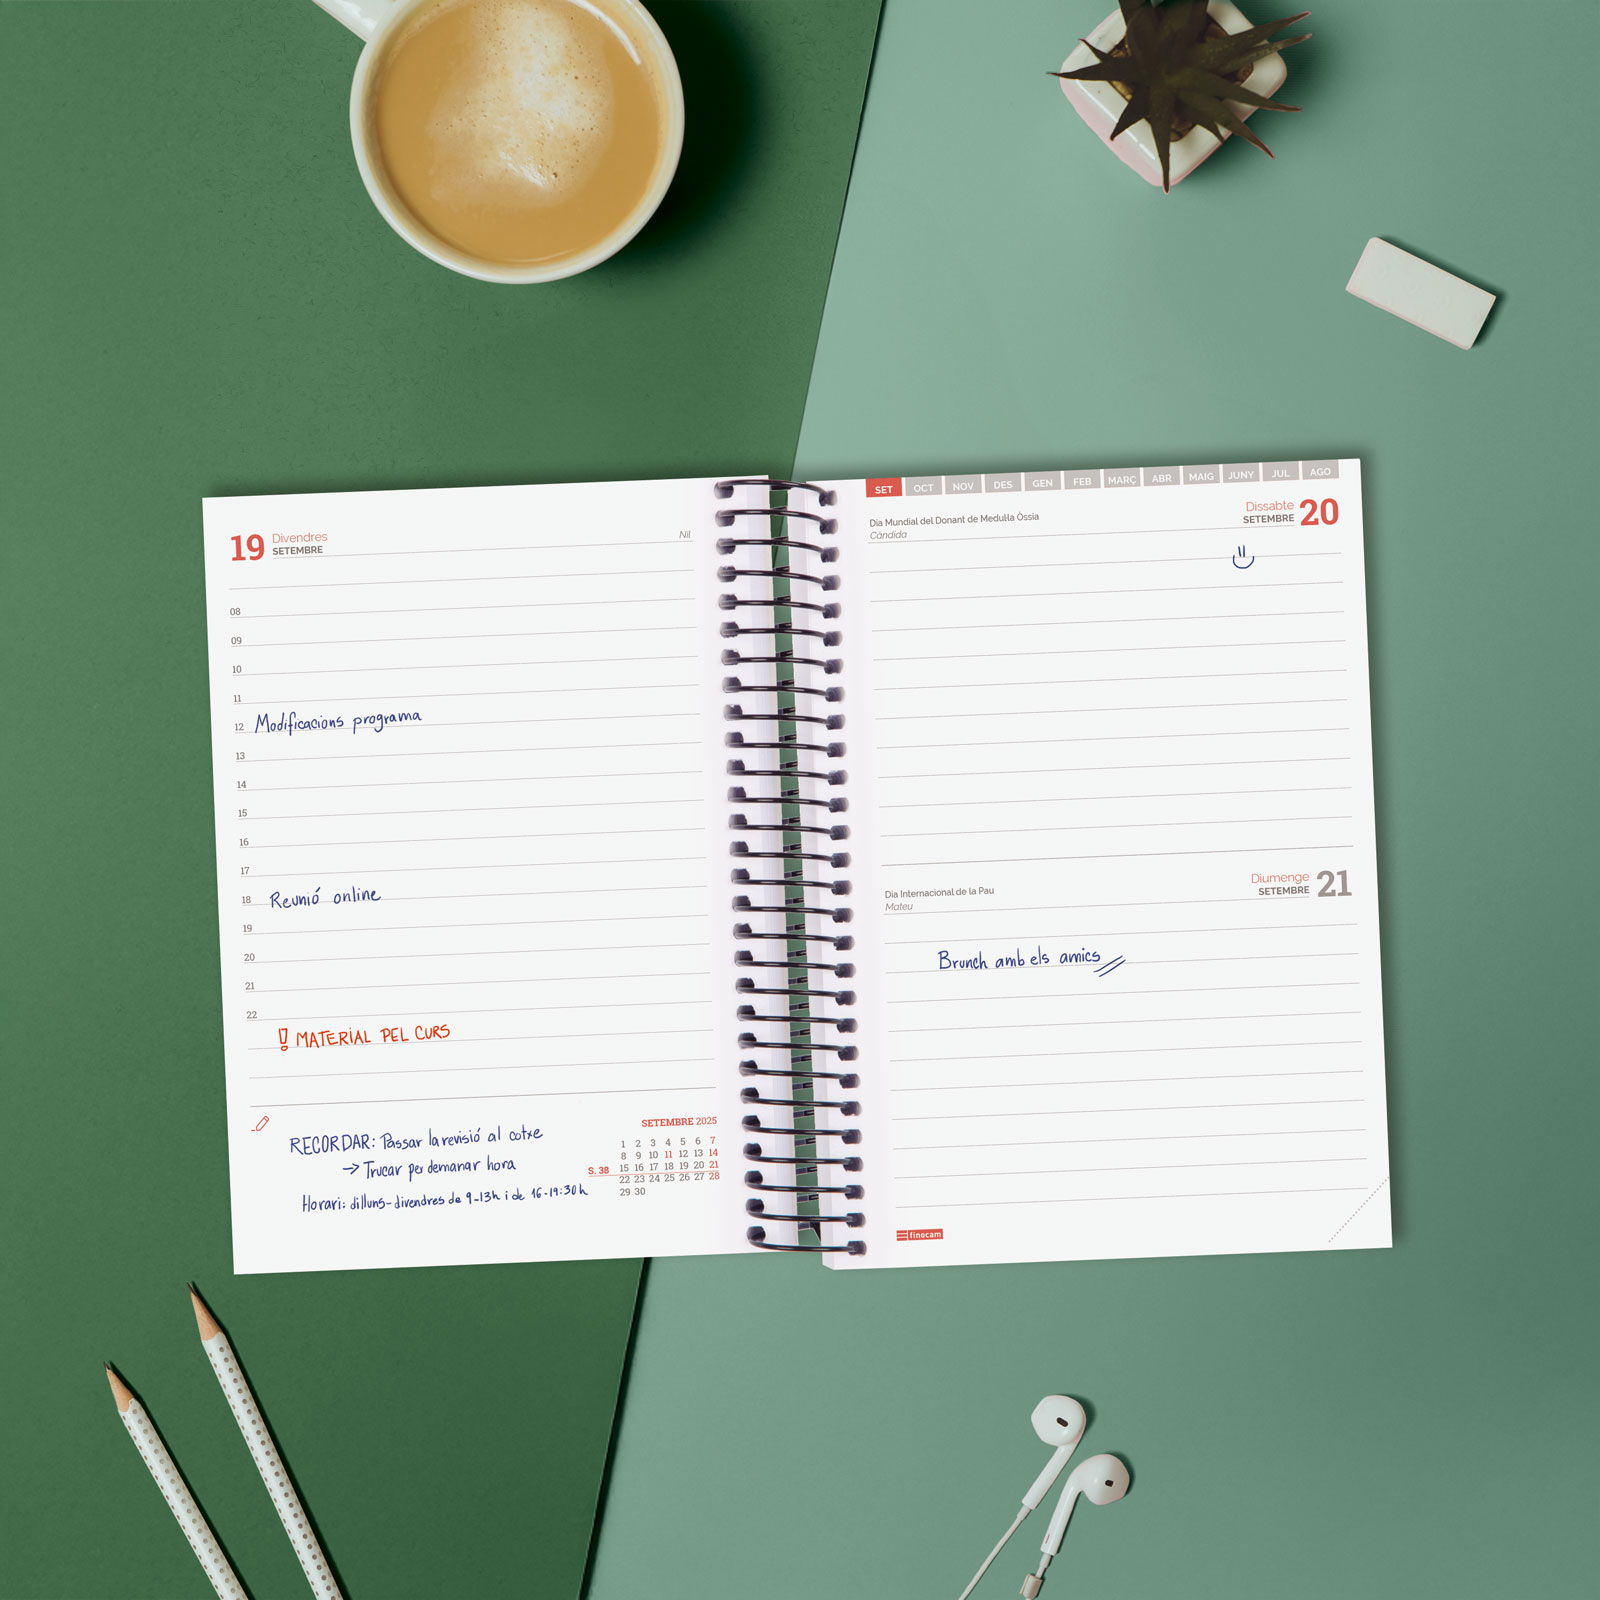 19 Divendres
SETEMBRE
Nil
08
09
10
11
12 Modificacions programa
13
14
15
16
17
18 Reunió online
19
20
21
22
! MATERIAL PEL CURS
RECORDAR: Passar la revisió al cotxe
→ Trucar per demanar hora
Horari: dilluns-divendres de 9-13h i de 16-19:30h
SETEMBRE 2025
1 2 3 4 5 6 7
8 9 10 11 12 13 14
S. 38 15 16 17 18 19 20 21
22 23 24 25 26 27 28
29 30
SET OCT NOV DES GEN FEB MARÇ ABR MAIG JUNY JUL AGO
Dia Mundial del Donant de Medul·la Òssia
Càndida
Dissabte
SETEMBRE 20
Dia Internacional de la Pau
Mateu
Diumenge
SETEMBRE 21
Brunch amb els amics
finocam